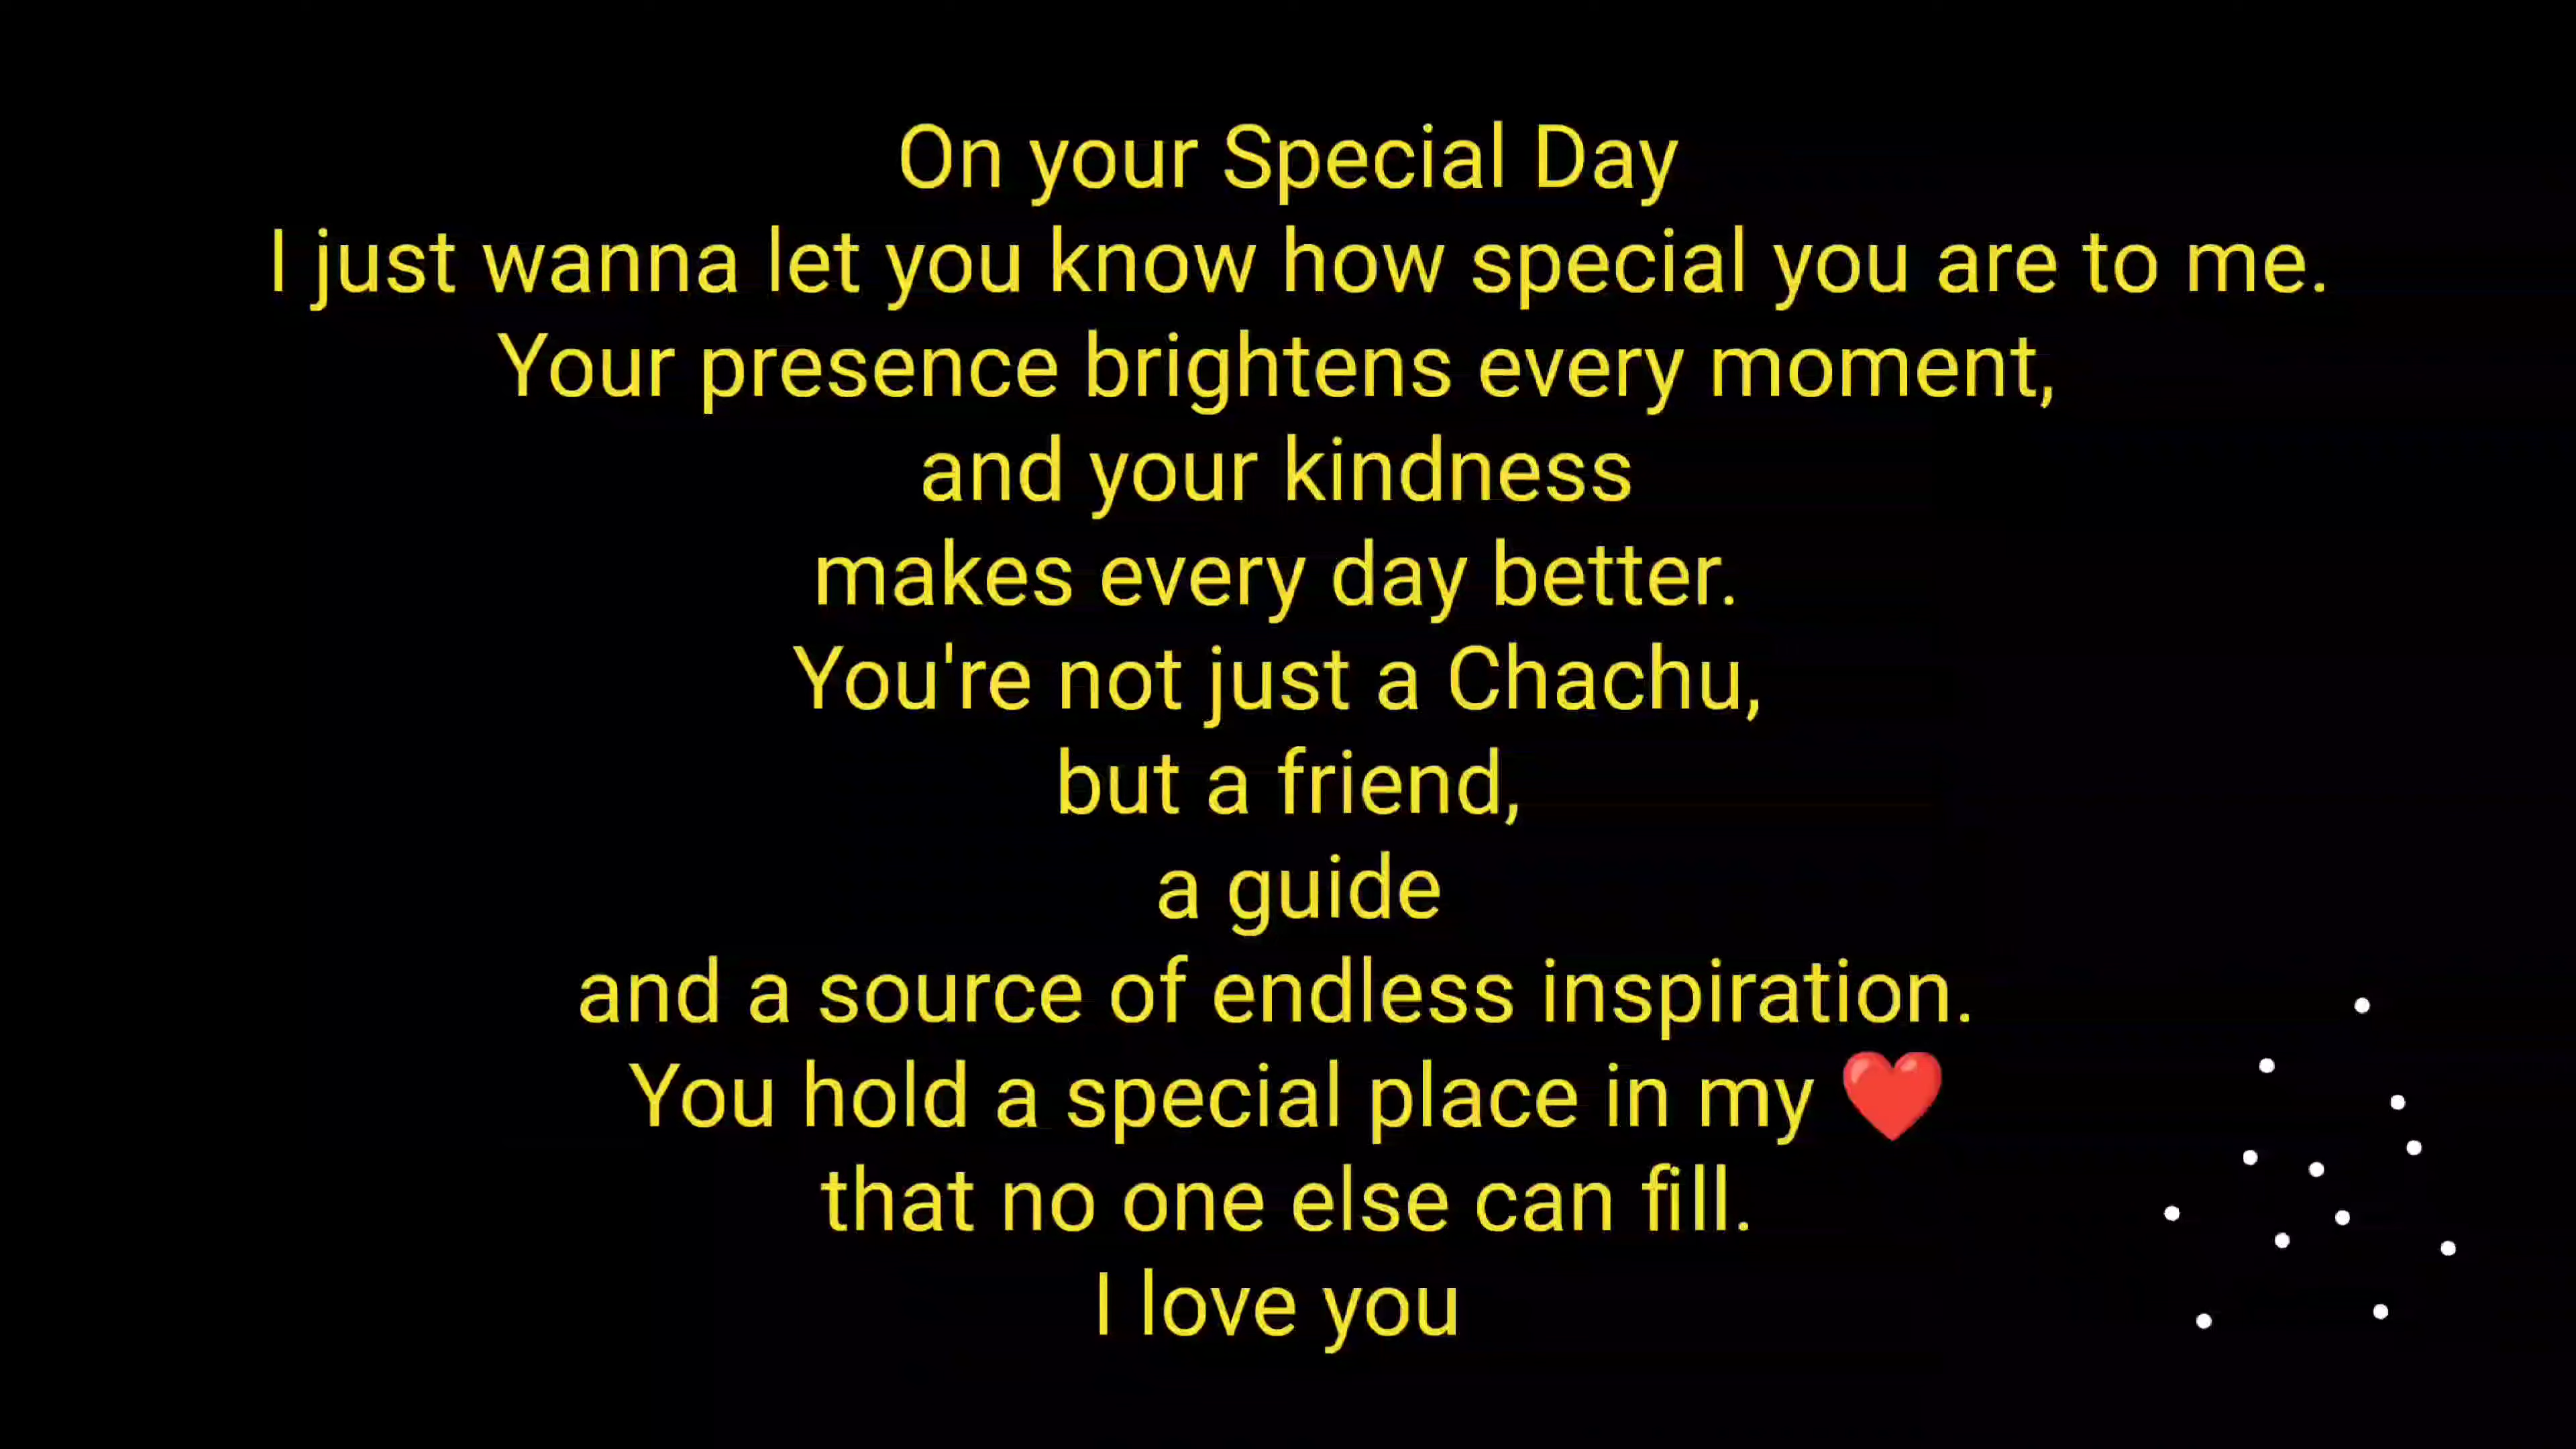 On your Special Day
I just wanna let you know how special you are to me.
Your presence brightens every moment,
and your kindness
makes every day better.
You're not just a Chachu,
but a friend,
a guide
and a source of endless inspiration.
You hold a special place in my ❤️
that no one else can fill.
I love you